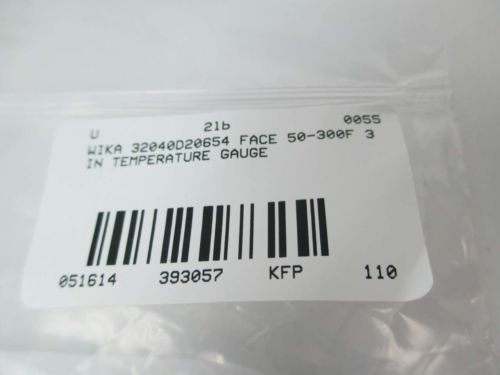 U 21b 0055
WIKA 32040D20654 FACE 50-300F 3
IN TEMPERATURE GAUGE
051614 393057 KFP 110